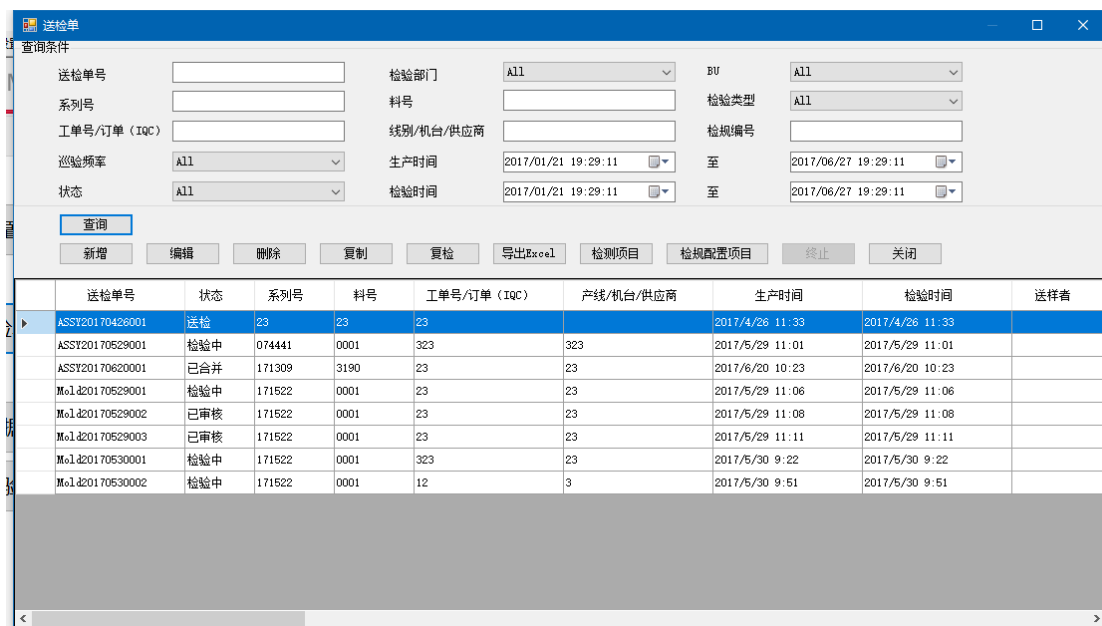 送检单
查询条件
送检单号 检验部门 All BU All
系列号 料号 检验类型 All
工单号/订单 (IQC) 线别/机台/供应商 检规编号
巡验频率 All 生产时间 2017/01/21 19:29:11 至 2017/06/27 19:29:11
状态 All 检验时间 2017/01/21 19:29:11 至 2017/06/27 19:29:11
查询
新增 编辑 删除 复制 复检 导出Excel 检测项目 检规配置项目 终止 关闭
送检单号 状态 系列号 料号 工单号/订单 (IQC) 产线/机台/供应商 生产时间 检验时间 送样者
ASSY20170426001 送检 23 23 23 2017/4/26 11:33 2017/4/26 11:33
ASSY20170529001 检验中 074441 0001 323 323 2017/5/29 11:01 2017/5/29 11:01
ASSY20170620001 已合并 171309 3190 23 23 2017/6/20 10:23 2017/6/20 10:23
Mold20170529001 检验中 171522 0001 23 23 2017/5/29 11:06 2017/5/29 11:06
Mold20170529002 已审核 171522 0001 23 23 2017/5/29 11:08 2017/5/29 11:08
Mold20170529003 已审核 171522 0001 23 23 2017/5/29 11:11 2017/5/29 11:11
Mold20170530001 检验中 171522 0001 323 23 2017/5/30 9:22 2017/5/30 9:22
Mold20170530002 检验中 171522 0001 12 3 2017/5/30 9:51 2017/5/30 9:51